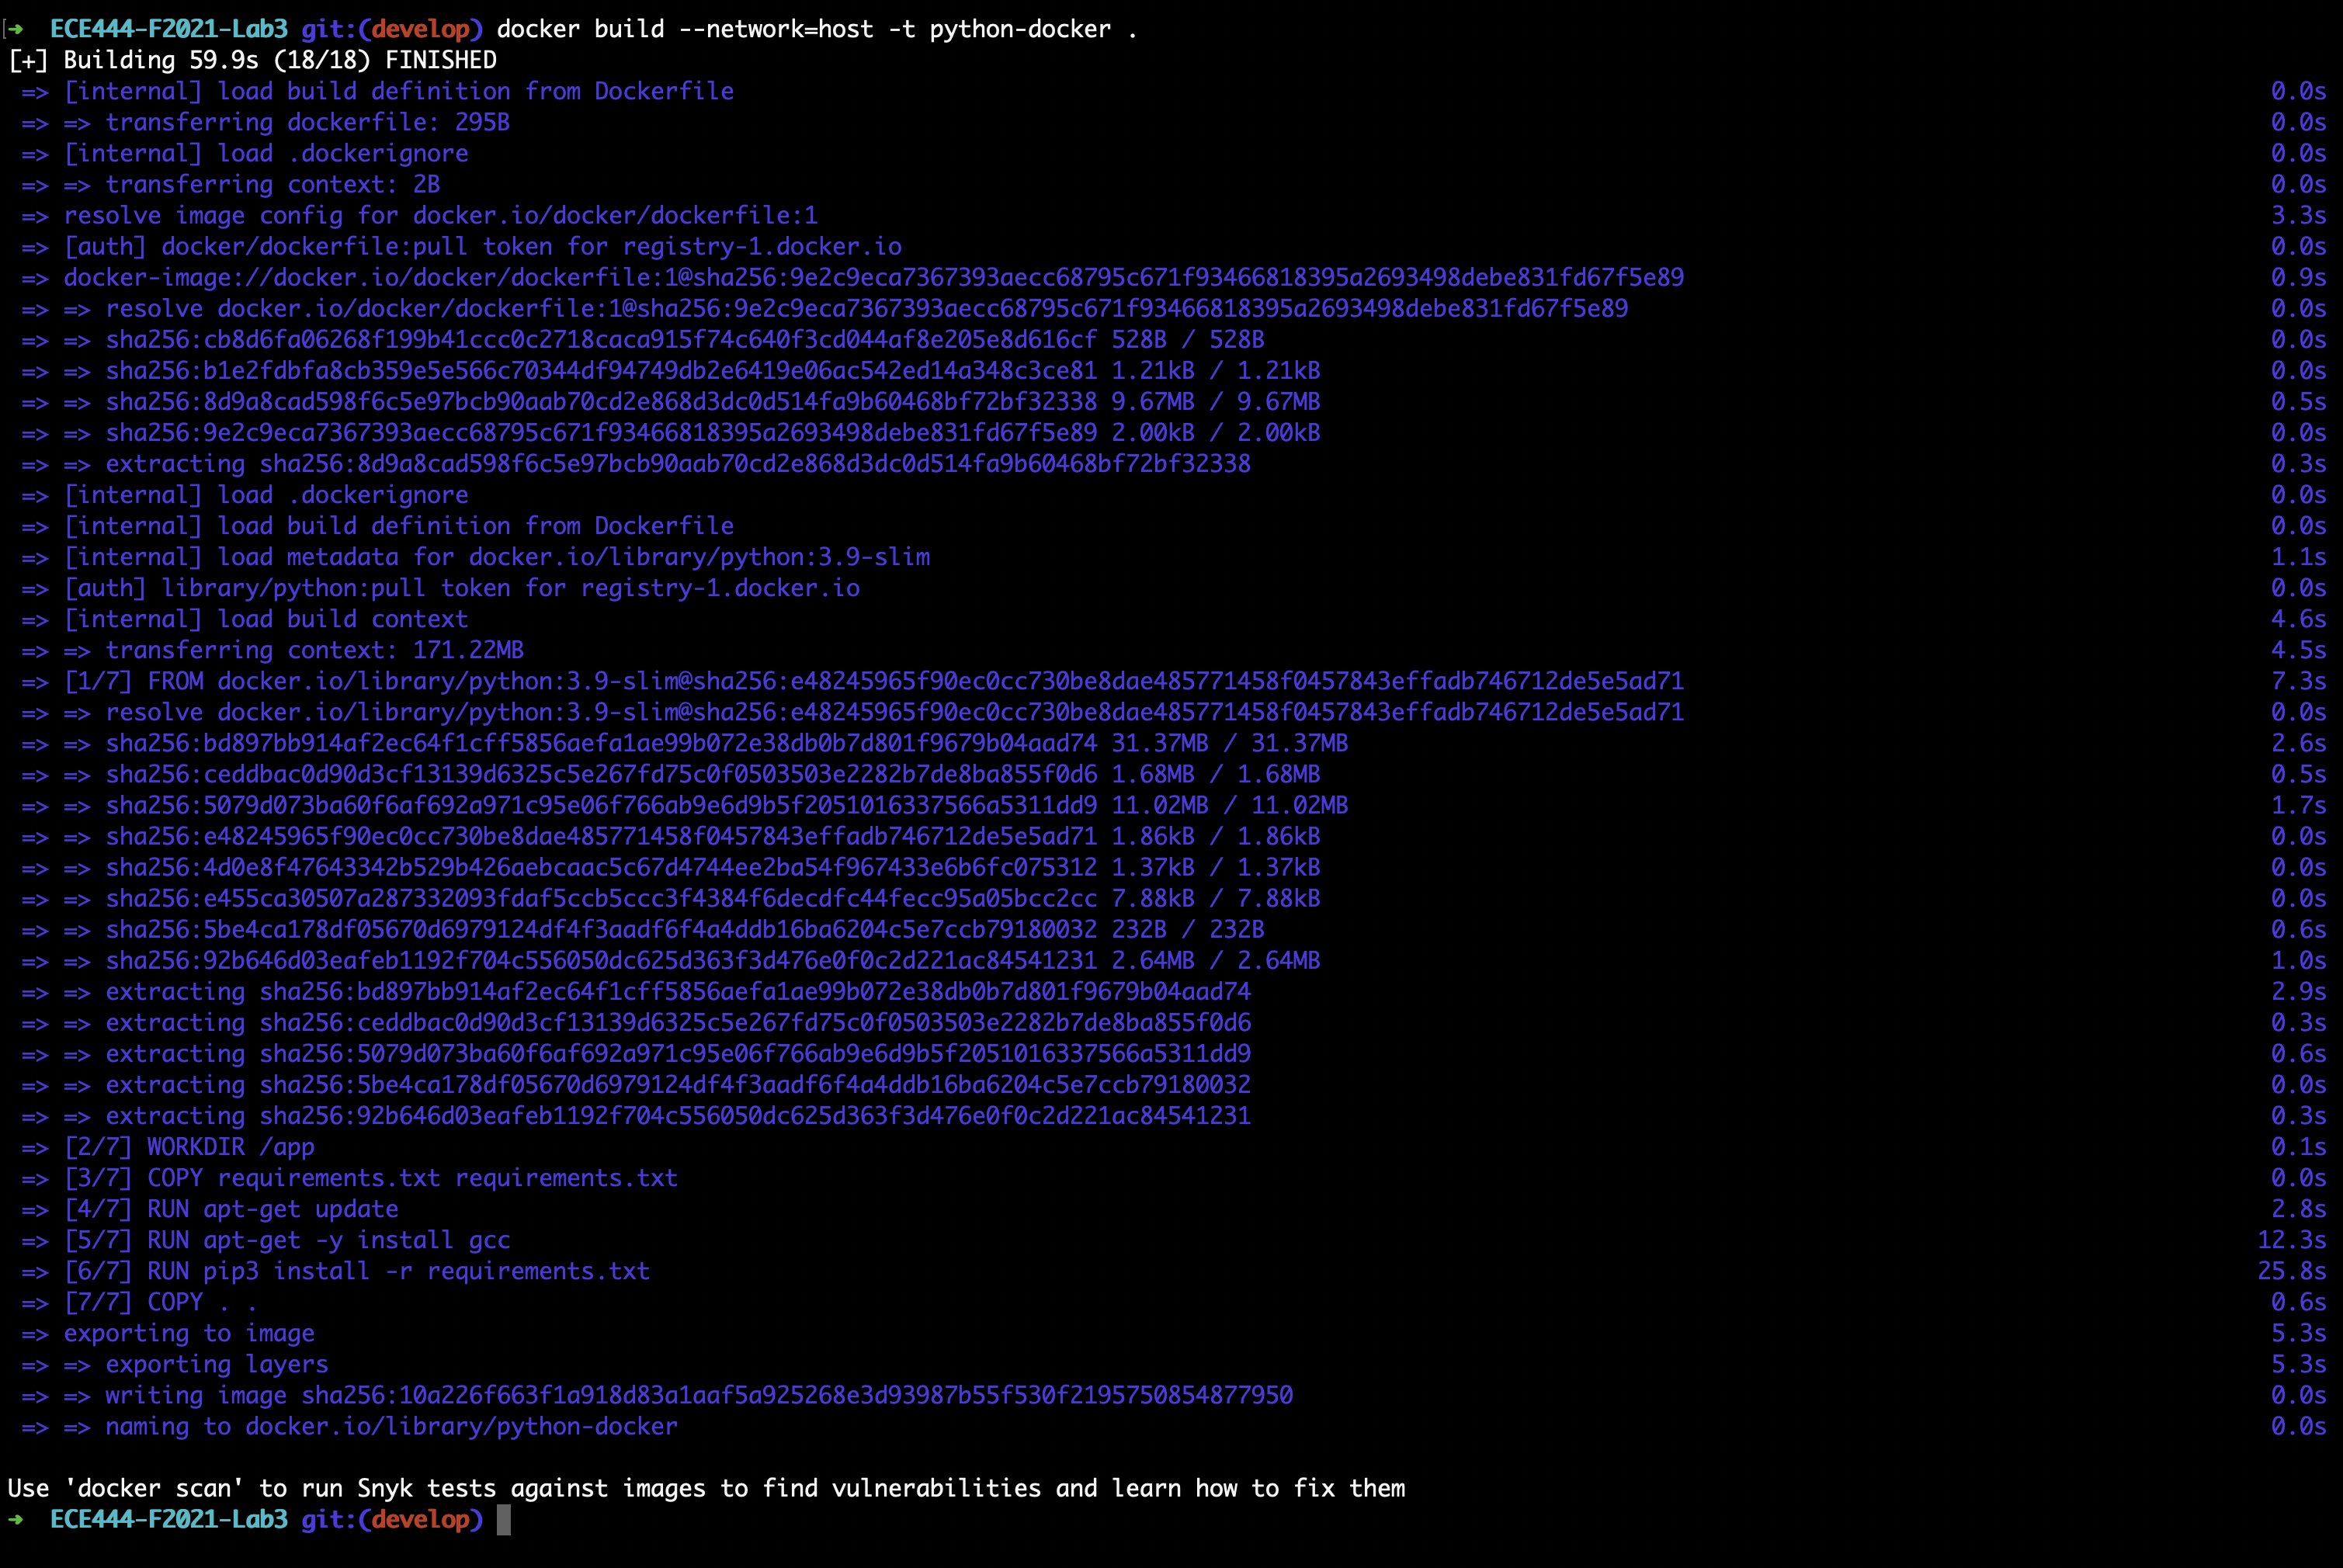 ➜  ECE444-F2021-Lab3 git:(develop) docker build --network=host -t python-docker .
[+] Building 59.9s (18/18) FINISHED
 => [internal] load build definition from Dockerfile 0.0s
 => => transferring dockerfile: 295B 0.0s
 => [internal] load .dockerignore 0.0s
 => => transferring context: 2B 0.0s
 => resolve image config for docker.io/docker/dockerfile:1 3.3s
 => [auth] docker/dockerfile:pull token for registry-1.docker.io 0.0s
 => docker-image://docker.io/docker/dockerfile:1@sha256:9e2c9eca7367393aecc68795c671f93466818395a2693498debe831fd67f5e89 0.9s
 => => resolve docker.io/docker/dockerfile:1@sha256:9e2c9eca7367393aecc68795c671f93466818395a2693498debe831fd67f5e89 0.0s
 => => sha256:cb8d6fa06268f199b41ccc0c2718caca915f74c640f3cd044af8e205e8d616cf 528B / 528B 0.0s
 => => sha256:b1e2fdbfa8cb359e5e566c70344df94749db2e6419e06ac542ed14a348c3ce81 1.21kB / 1.21kB 0.0s
 => => sha256:8d9a8cad598f6c5e97bcb90aab70cd2e868d3dc0d514fa9b60468bf72bf32338 9.67MB / 9.67MB 0.5s
 => => sha256:9e2c9eca7367393aecc68795c671f93466818395a2693498debe831fd67f5e89 2.00kB / 2.00kB 0.0s
 => => extracting sha256:8d9a8cad598f6c5e97bcb90aab70cd2e868d3dc0d514fa9b60468bf72bf32338 0.3s
 => [internal] load .dockerignore 0.0s
 => [internal] load build definition from Dockerfile 0.0s
 => [internal] load metadata for docker.io/library/python:3.9-slim 1.1s
 => [auth] library/python:pull token for registry-1.docker.io 0.0s
 => [internal] load build context 4.6s
 => => transferring context: 171.22MB 4.5s
 => [1/7] FROM docker.io/library/python:3.9-slim@sha256:e48245965f90ec0cc730be8dae485771458f0457843effadb746712de5e5ad71 7.3s
 => => resolve docker.io/library/python:3.9-slim@sha256:e48245965f90ec0cc730be8dae485771458f0457843effadb746712de5e5ad71 0.0s
 => => sha256:bd897bb914af2ec64f1cff5856aefa1ae99b072e38db0b7d801f9679b04aad74 31.37MB / 31.37MB 2.6s
 => => sha256:ceddbac0d90d3cf13139d6325c5e267fd75c0f0503503e2282b7de8ba855f0d6 1.68MB / 1.68MB 0.5s
 => => sha256:5079d073ba60f6af692a971c95e06f766ab9e6d9b5f2051016337566a5311dd9 11.02MB / 11.02MB 1.7s
 => => sha256:e48245965f90ec0cc730be8dae485771458f0457843effadb746712de5e5ad71 1.86kB / 1.86kB 0.0s
 => => sha256:4d0e8f47643342b529b426aebcaac5c67d4744ee2ba54f967433e6b6fc075312 1.37kB / 1.37kB 0.0s
 => => sha256:e455ca30507a287332093fdaf5ccb5ccc3f4384f6decdfc44fecc95a05bcc2cc 7.88kB / 7.88kB 0.0s
 => => sha256:5be4ca178df05670d6979124df4f3aadf6f4a4ddb16ba6204c5e7ccb79180032 232B / 232B 0.6s
 => => sha256:92b646d03eafeb1192f704c556050dc625d363f3d476e0f0c2d221ac84541231 2.64MB / 2.64MB 1.0s
 => => extracting sha256:bd897bb914af2ec64f1cff5856aefa1ae99b072e38db0b7d801f9679b04aad74 2.9s
 => => extracting sha256:ceddbac0d90d3cf13139d6325c5e267fd75c0f0503503e2282b7de8ba855f0d6 0.3s
 => => extracting sha256:5079d073ba60f6af692a971c95e06f766ab9e6d9b5f2051016337566a5311dd9 0.6s
 => => extracting sha256:5be4ca178df05670d6979124df4f3aadf6f4a4ddb16ba6204c5e7ccb79180032 0.0s
 => => extracting sha256:92b646d03eafeb1192f704c556050dc625d363f3d476e0f0c2d221ac84541231 0.3s
 => [2/7] WORKDIR /app 0.1s
 => [3/7] COPY requirements.txt requirements.txt 0.0s
 => [4/7] RUN apt-get update 2.8s
 => [5/7] RUN apt-get -y install gcc 12.3s
 => [6/7] RUN pip3 install -r requirements.txt 25.8s
 => [7/7] COPY . . 0.6s
 => exporting to image 5.3s
 => => exporting layers 5.3s
 => => writing image sha256:10a226f663f1a918d83a1aaf5a925268e3d93987b55f530f2195750854877950 0.0s
 => => naming to docker.io/library/python-docker 0.0s
Use 'docker scan' to run Snyk tests against images to find vulnerabilities and learn how to fix them
➜  ECE444-F2021-Lab3 git:(develop)